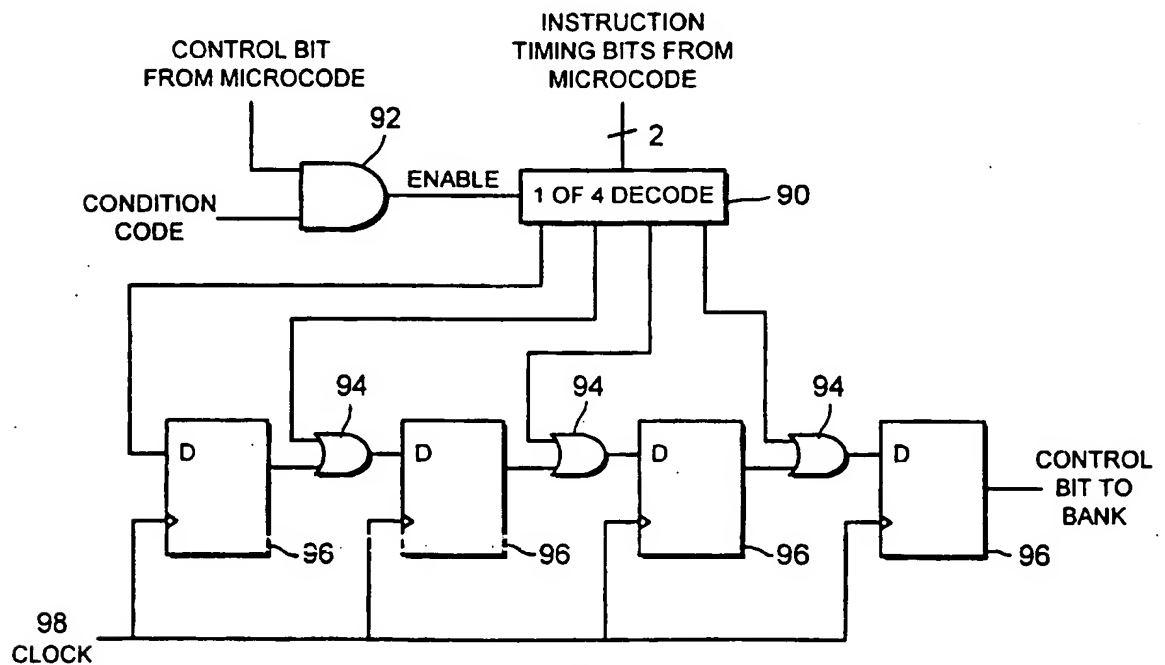 INSTRUCTION
TIMING BITS FROM
MICROCODE
CONTROL BIT
FROM MICROCODE
92
2
ENABLE
1 OF 4 DECODE
90
CONDITION
CODE
94
94
94
D
D
D
D
CONTROL
BIT TO
BANK
96
96
96
96
98
CLOCK